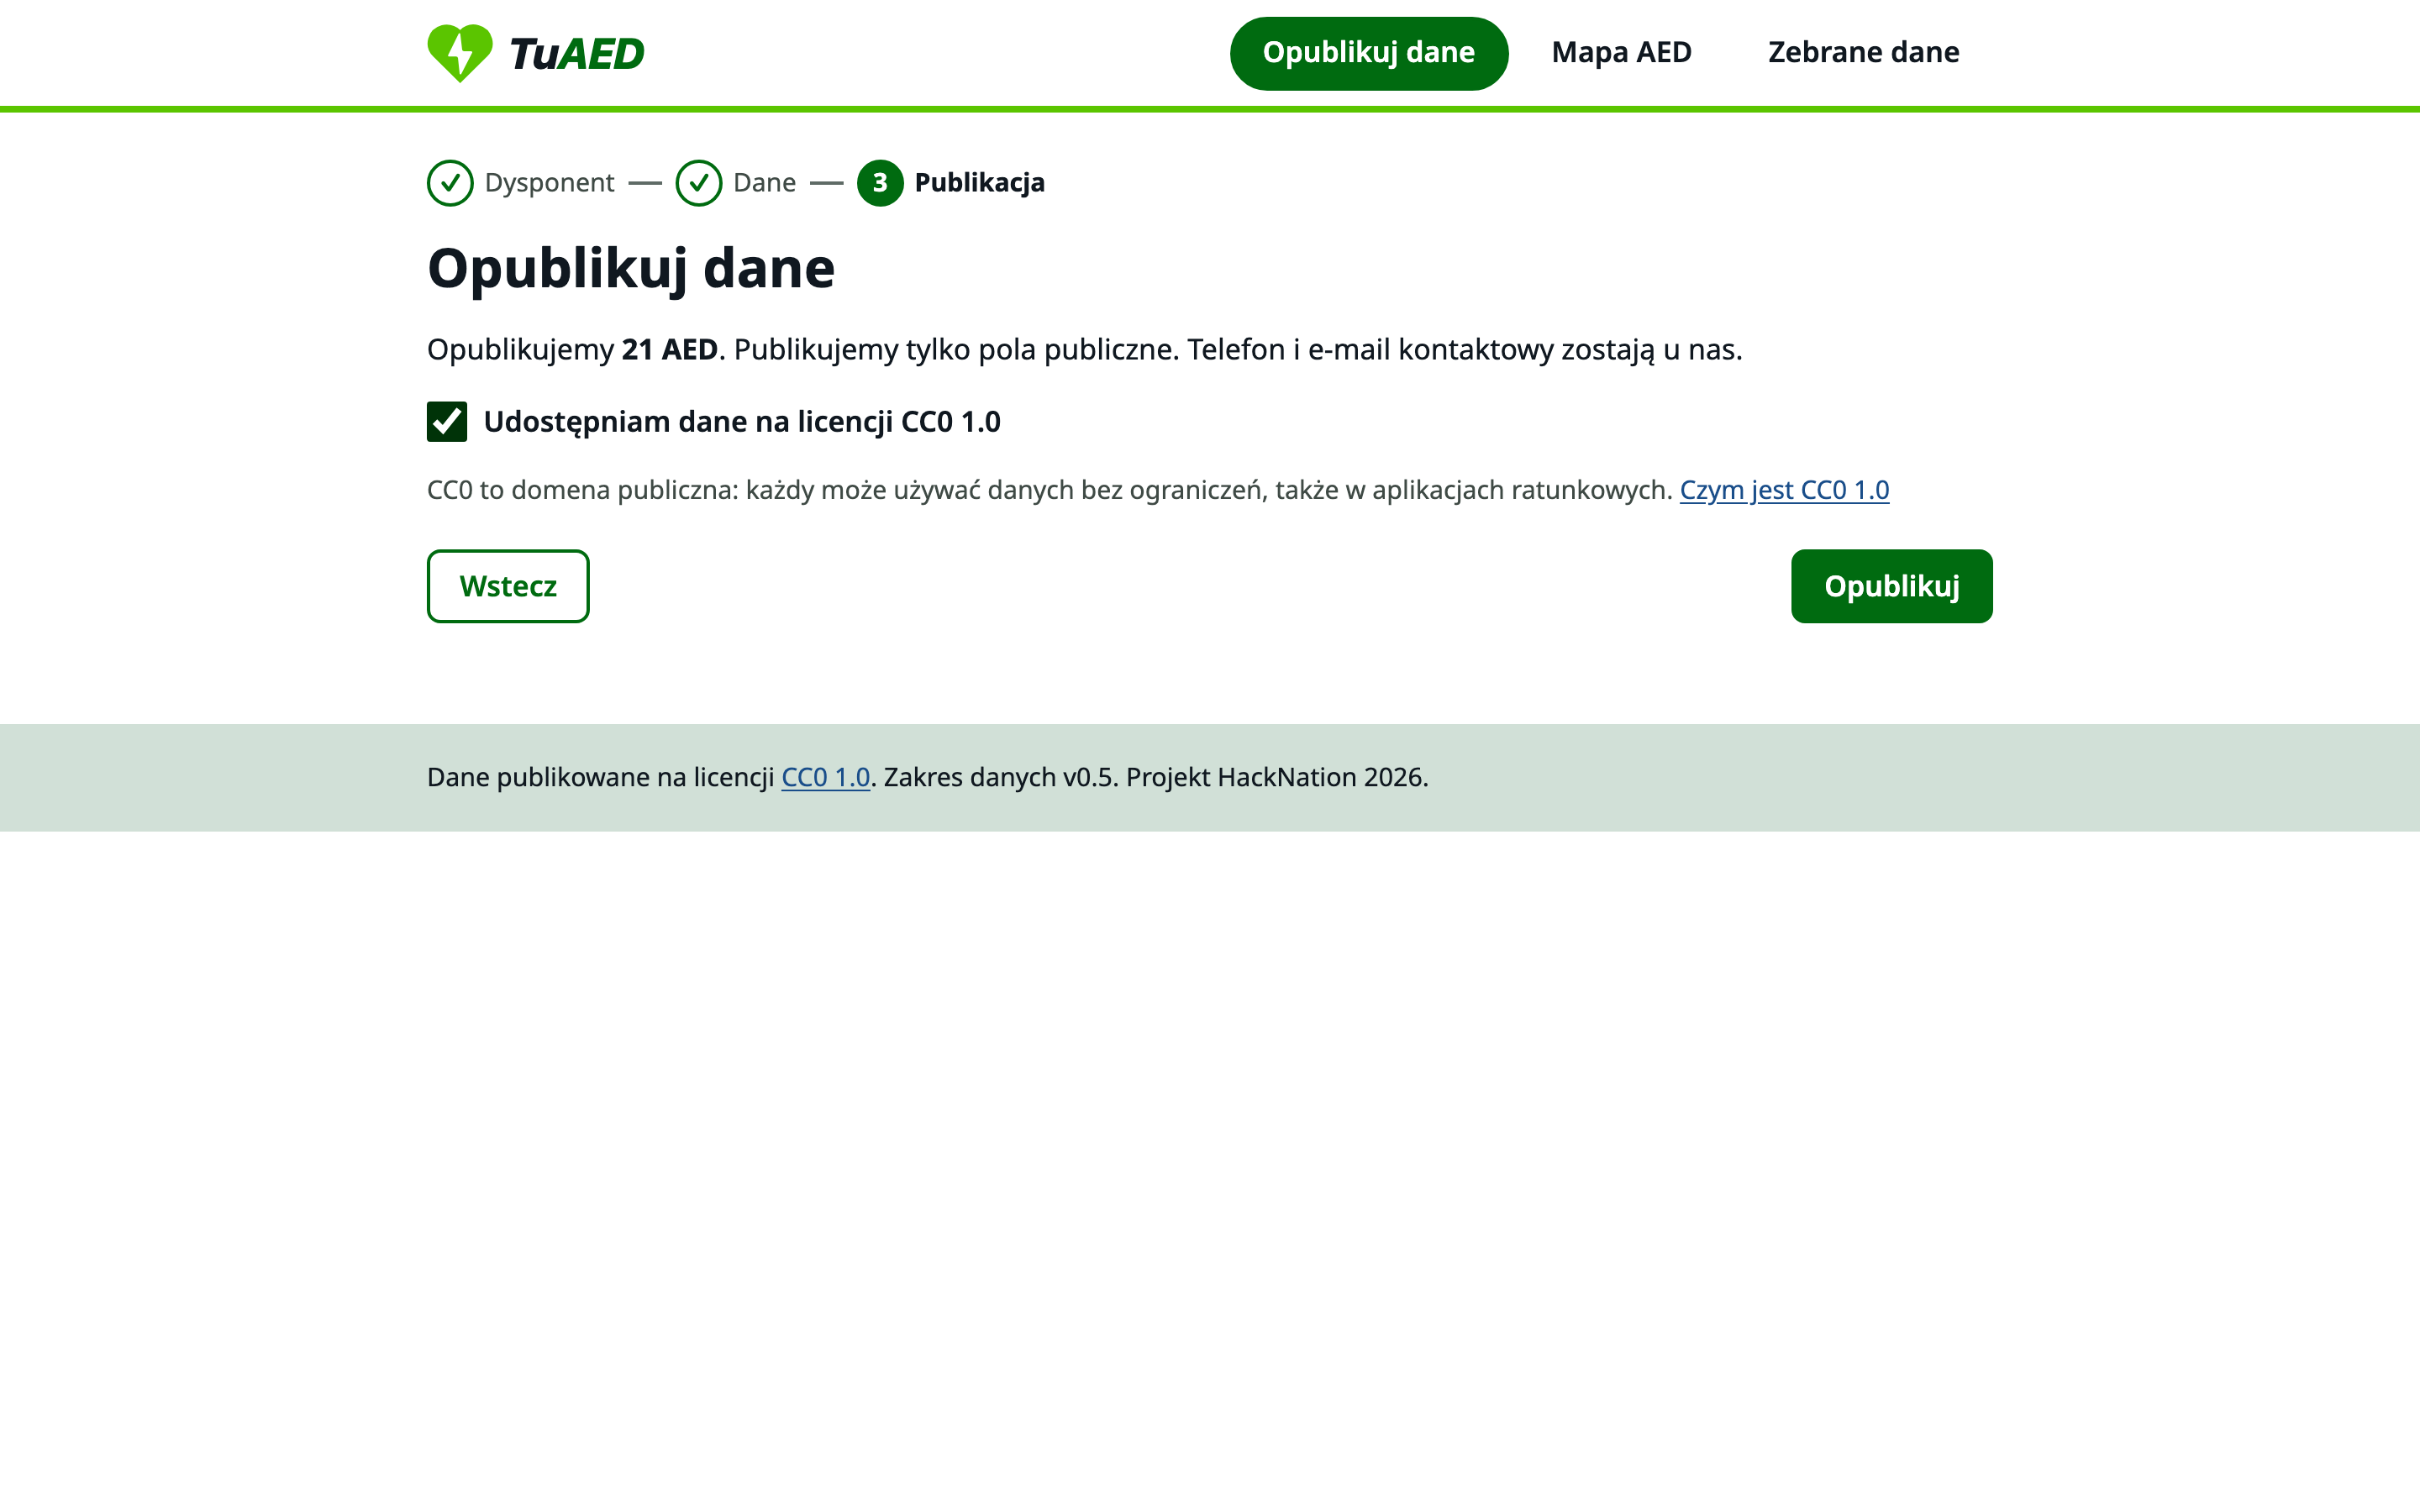 TuAED
Opublikuj dane
Mapa AED
Zebrane dane
Dysponent
Dane
3 Publikacja
Opublikuj dane
Opublikujemy 21 AED. Publikujemy tylko pola publiczne. Telefon i e-mail kontaktowy zostają u nas.
Udostępniam dane na licencji CC0 1.0
CC0 to domena publiczna: każdy może używać danych bez ograniczeń, także w aplikacjach ratunkowych. Czym jest CC0 1.0
Wstecz
Opublikuj
Dane publikowane na licencji CC0 1.0. Zakres danych v0.5. Projekt HackNation 2026.